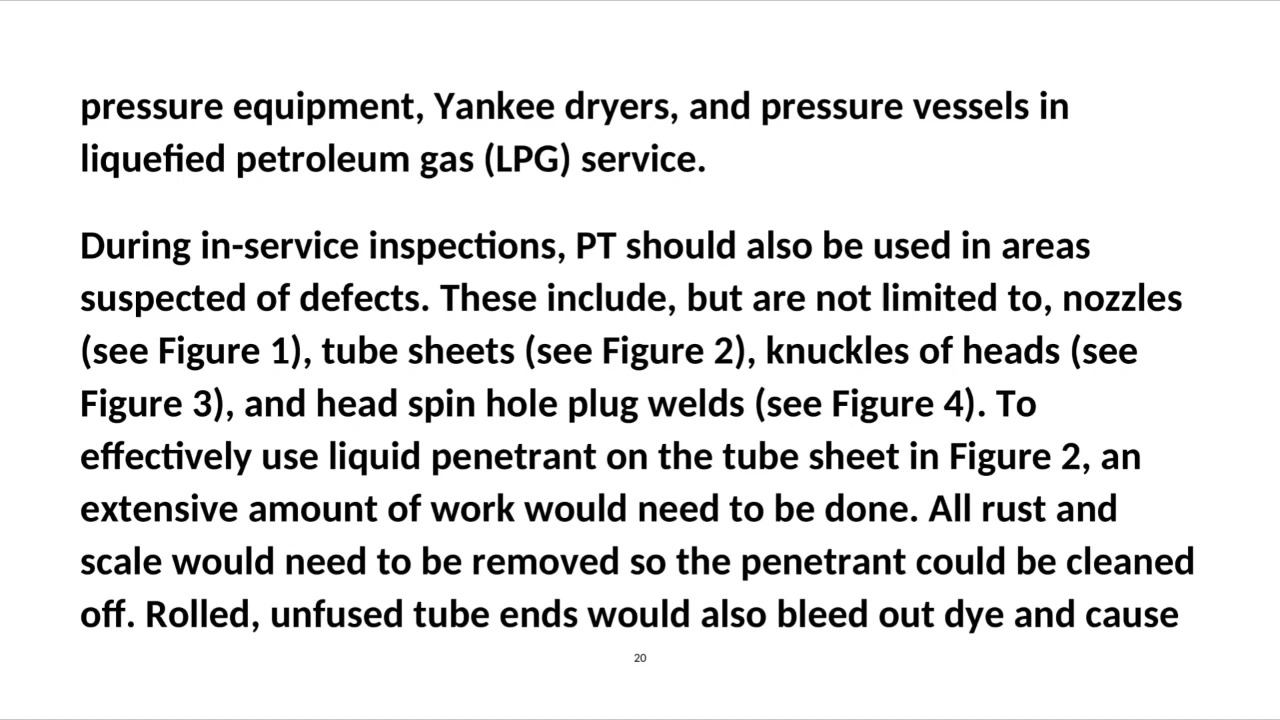 pressure equipment, Yankee dryers, and pressure vessels in
liquefied petroleum gas (LPG) service.
During in-service inspections, PT should also be used in areas
suspected of defects. These include, but are not limited to, nozzles
(see Figure 1), tube sheets (see Figure 2), knuckles of heads (see
Figure 3), and head spin hole plug welds (see Figure 4). To
effectively use liquid penetrant on the tube sheet in Figure 2, an
extensive amount of work would need to be done. All rust and
scale would need to be removed so the penetrant could be cleaned
off. Rolled, unfused tube ends would also bleed out dye and cause
20